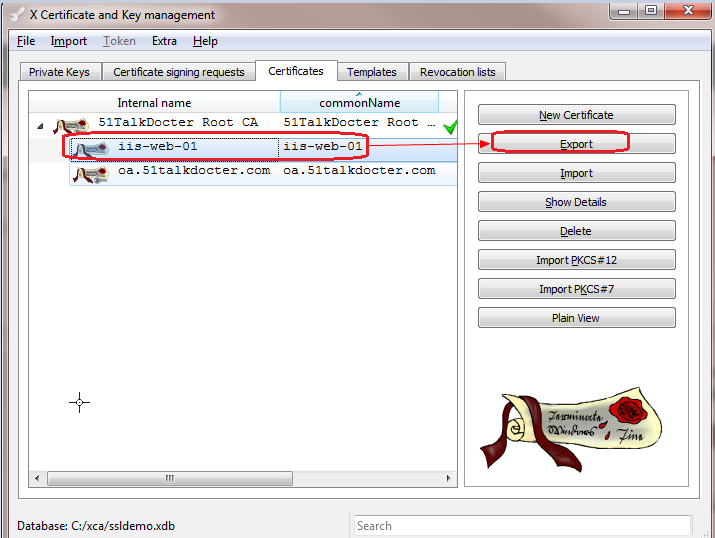 X Certificate and Key management
File Import Token Extra Help
Private Keys Certificate signing requests Certificates Templates Revocation lists
Internal name commonName
51TalkDocter Root CA 51TalkDocter Root ...
iis-web-01 iis-web-01
oa.51talkdocter.com oa.51talkdocter.com
New Certificate
Export
Import
Show Details
Delete
Import PKCS#12
Import PKCS#7
Plain View
Terminate
Windows
Fine
Database: C:/xca/ssldemo.xdb
Search